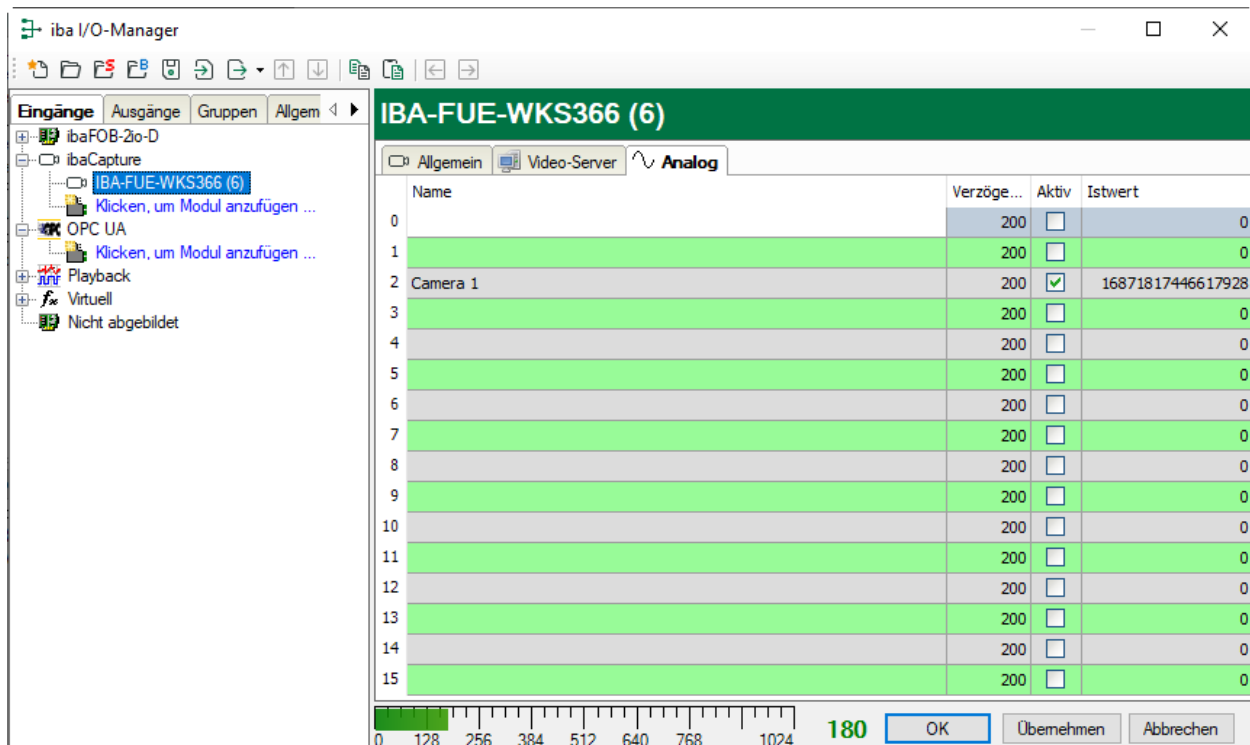 iba I/O-Manager
Eingänge Ausgänge Gruppen Allgem
ibaFOB-2io-D
ibaCapture
IBA-FUE-WKS366 (6)
Klicken, um Modul anzufügen ...
OPC UA
Klicken, um Modul anzufügen ...
Playback
Virtuell
Nicht abgebildet
IBA-FUE-WKS366 (6)
Allgemein Video-Server Analog
Name Verzöge... Aktiv Istwert
0 200 0
1 200 0
2 Camera 1 200 16871817446617928
3 200 0
4 200 0
5 200 0
6 200 0
7 200 0
8 200 0
9 200 0
10 200 0
11 200 0
12 200 0
13 200 0
14 200 0
15 200 0
0 128 256 384 512 640 768 1024
180 OK Übernehmen Abbrechen